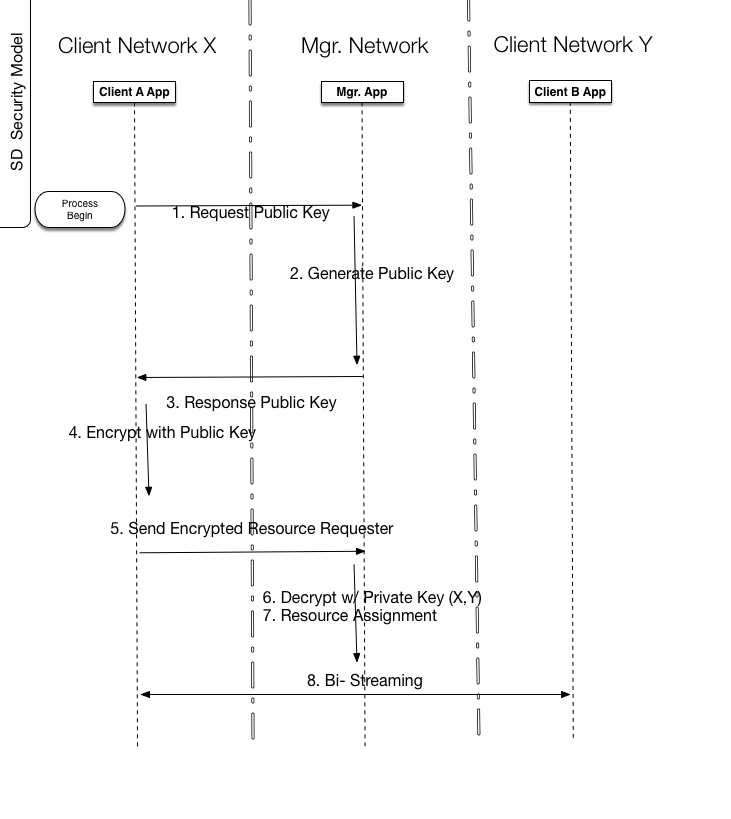 SD Security Model
Client Network X
Mgr. Network
Client Network Y
Client A App
Mgr. App
Client B App
Process
Begin
1. Request Public Key
2. Generate Public Key
3. Response Public Key
4. Encrypt with Public Key
5. Send Encrypted Resource Requester
6. Decrypt w/ Private Key (X,Y)
7. Resource Assignment
8. Bi- Streaming